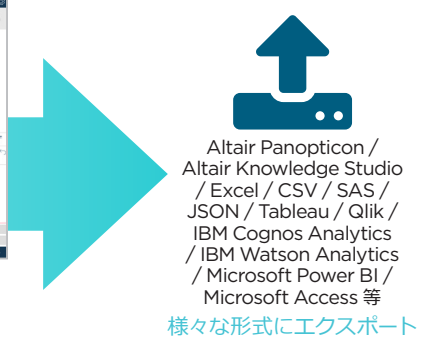 Altair Panopticon /
Altair Knowledge Studio
/ Excel / CSV / SAS /
JSON / Tableau / Qlik /
IBM Cognos Analytics
/ IBM Watson Analytics
/ Microsoft Power BI /
Microsoft Access 等
様々な形式にエクスポート